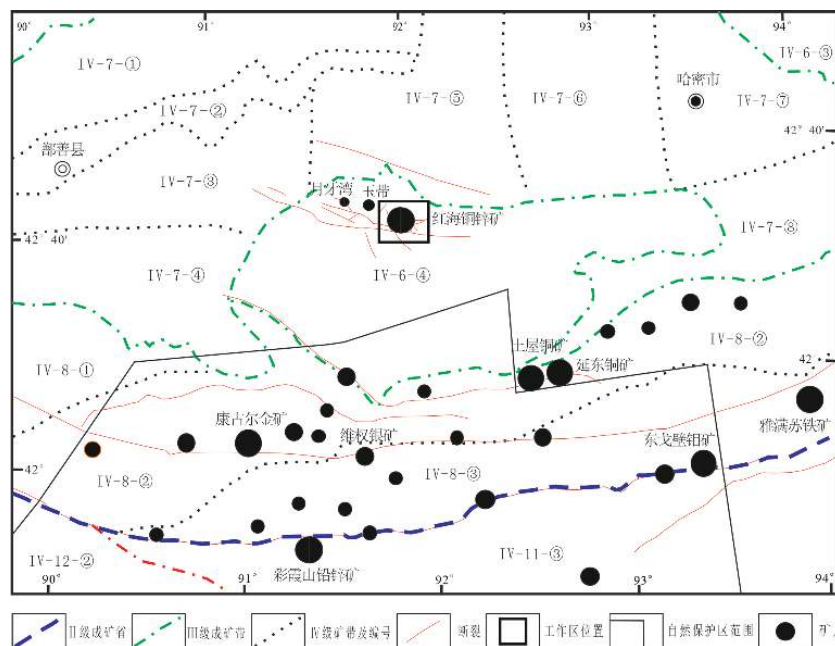 90° 91° 92° 93° 94°
IV-7-① IV-6-③
IV-7-② IV-7-⑤ IV-7-⑥ 哈密市 IV-7-⑦
42° 40′
鄯善县
IV-7-③
月牙湾 玉带
红海铜锌矿
42° 40′
IV-7-③
IV-7-④ IV-6-④
IV-8-②
土屋铜矿
延东铜矿
42
IV-8-①
康古尔金矿 维权银矿 东戈壁钼矿 雅满苏铁矿
42°
IV-8-② IV-8-③
IV-12-② IV-11-③
彩霞山铅锌矿
90° 91° 92° 93° 94°
II级成矿省 III级成矿带 IV级矿带及编号 断裂 工作区位置 自然保护区范围